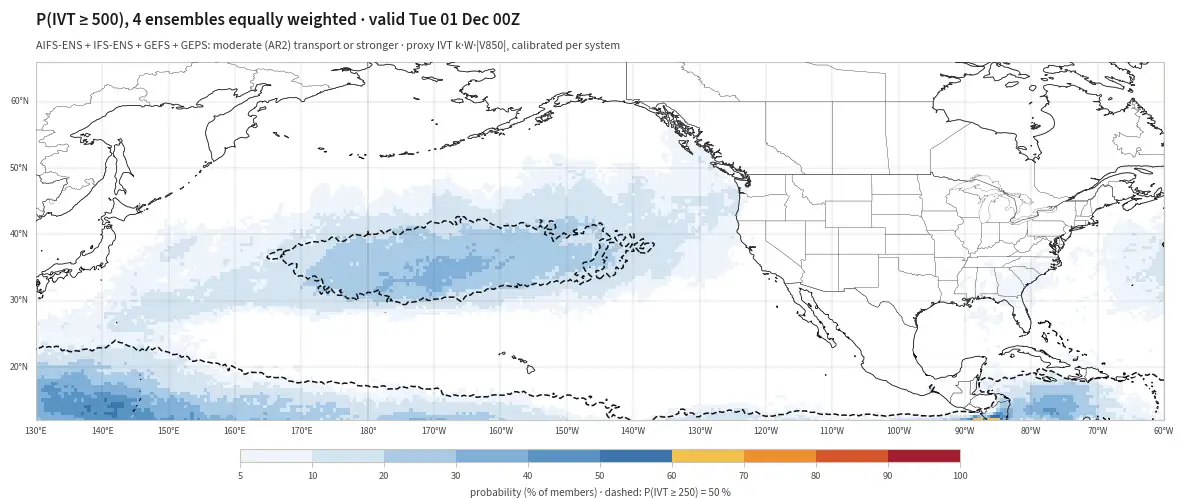 P(IVT ≥ 500), 4 ensembles equally weighted · valid Tue 01 Dec 00Z
AIFS-ENS + IFS-ENS + GEFS + GEPS: moderate (AR2) transport or stronger · proxy IVT k·W·|V850|, calibrated per system
60°N
50°N
40°N
30°N
20°N
130°E 140°E 150°E 160°E 170°E 180° 170°W 160°W 150°W 140°W 130°W 120°W 110°W 100°W 90°W 80°W 70°W 60°W
5 10 20 30 40 50 60 70 80 90 100
probability (% of members) · dashed: P(IVT ≥ 250) = 50 %